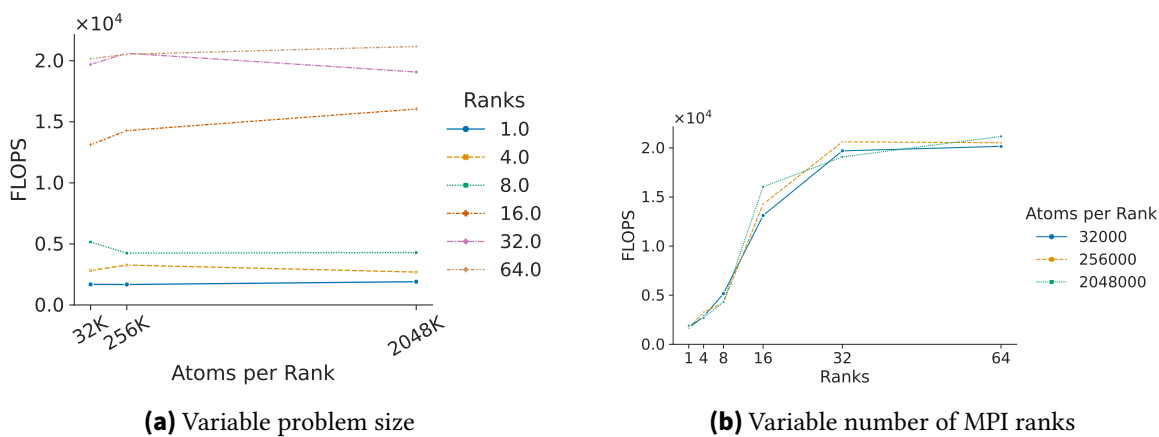 ×10⁴
2.0
1.5
1.0
0.5
0.0
FLOPS
32K
256K
2048K
Atoms per Rank
Ranks
1.0
4.0
8.0
16.0
32.0
64.0
(a) Variable problem size
×10⁴
2.0
1.5
1.0
0.5
0.0
FLOPS
1 4 8 16 32 64
Ranks
Atoms per Rank
32000
256000
2048000
(b) Variable number of MPI ranks